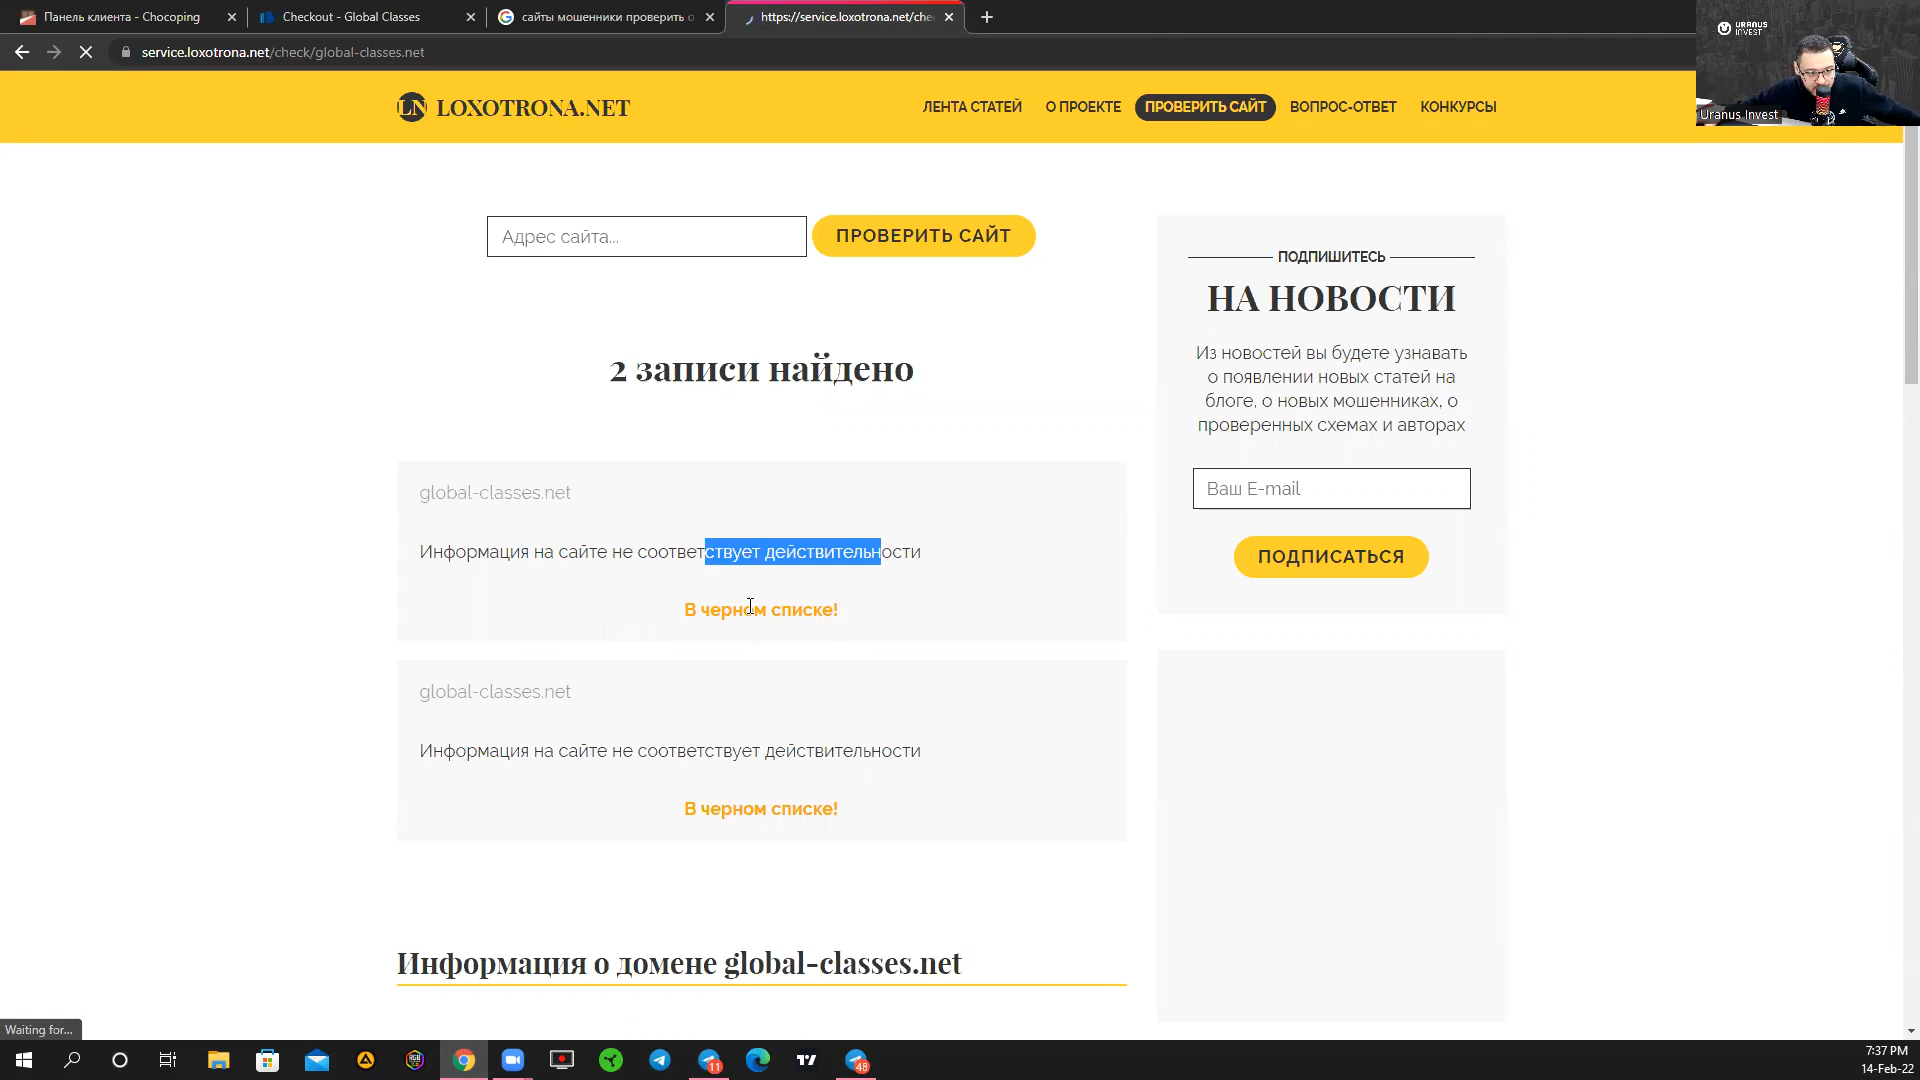 Панель клиента - Chocoping
Checkout - Global Classes
сайты мошенники проверить о
https://service.loxotrona.net/che
service.loxotrona.net/check/global-classes.net
URANUS
INVEST
Uranus Invest
LN LOXOTRONA.NET
ЛЕНТА СТАТЕЙ
О ПРОЕКТЕ
ПРОВЕРИТЬ САЙТ
ВОПРОС-ОТВЕТ
КОНКУРСЫ
Адрес сайта...
ПРОВЕРИТЬ САЙТ
2 записи найдено
global-classes.net
Информация на сайте не соответствует действительности
В черном списке!
global-classes.net
Информация на сайте не соответствует действительности
В черном списке!
Информация о домене global-classes.net
ПОДПИШИТЕСЬ
НА НОВОСТИ
Из новостей вы будете узнавать
о появлении новых статей на
блоге, о новых мошенниках, о
проверенных схемах и авторах
Ваш E-mail
ПОДПИСАТЬСЯ
Waiting for...
11
48
7:37 PM
14-Feb-22